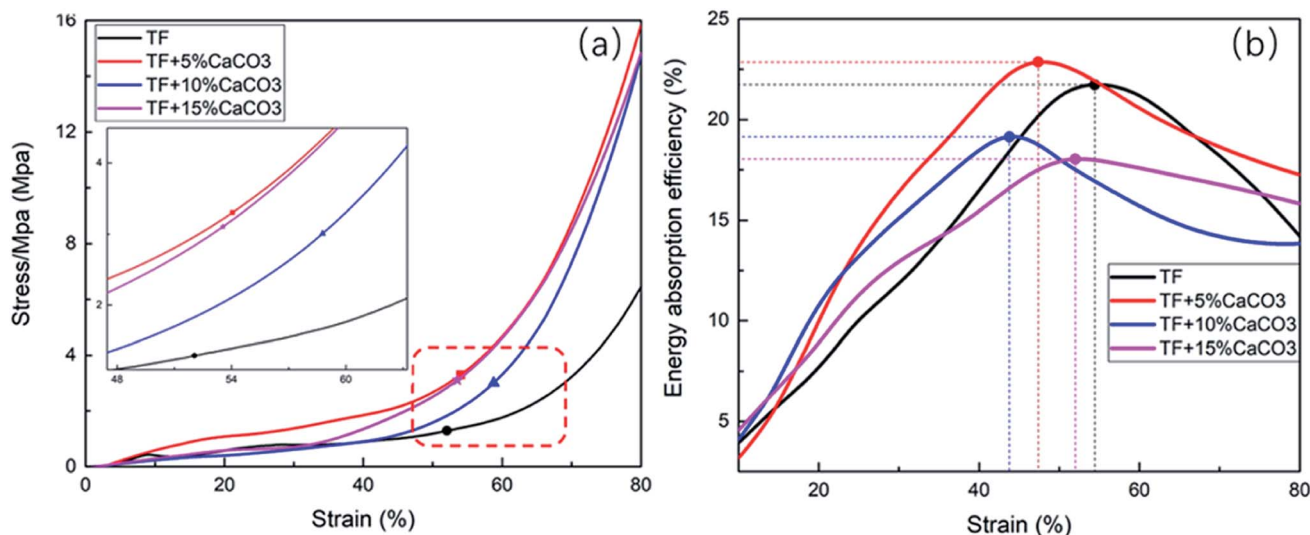 (a)
TF
TF+5%CaCO3
TF+10%CaCO3
TF+15%CaCO3
16
12
8
4
0
Stress/Mpa (Mpa)
4
2
48 54 60
0 20 40 60 80
Strain (%)
(b)
25
20
15
10
5
Energy absorption efficiency (%)
TF
TF+5%CaCO3
TF+10%CaCO3
TF+15%CaCO3
20 40 60 80
Strain (%)